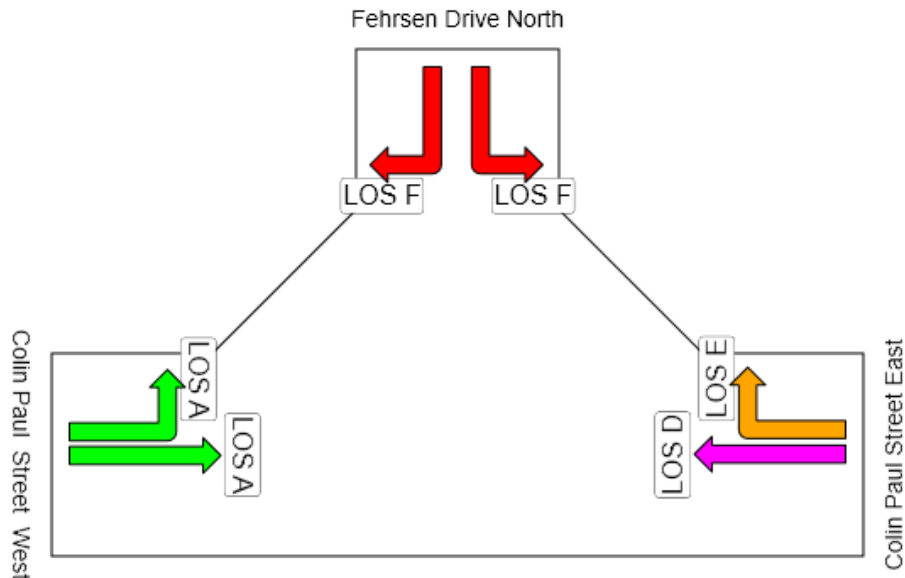 Fehrsen Drive North
LOS F
LOS F
Colin Paul Street West
LOS A
LOS A
LOS E
LOS D
Colin Paul Street East